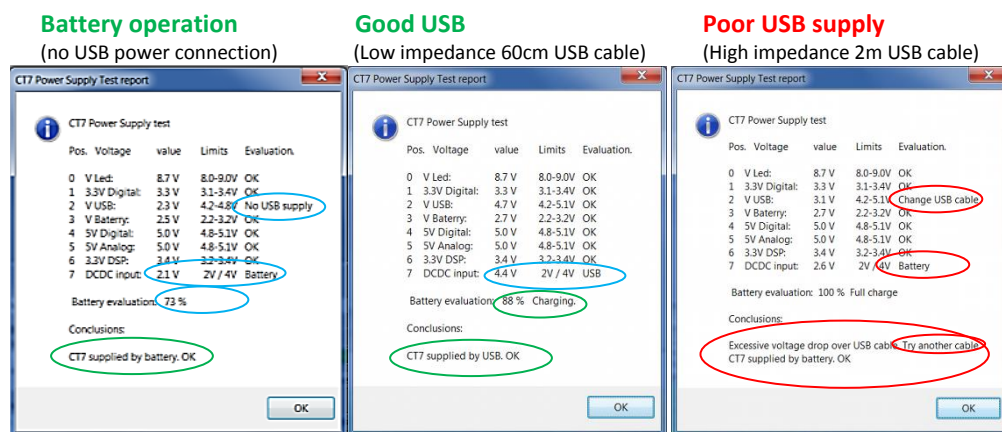 Battery operation
(no USB power connection)
CT7 Power Supply Test report
X
i
CT7 Power Supply test
Pos. Voltage value Limits Evaluation.
0 V Led: 8.7 V 8.0-9.0V OK
1 3.3V Digital: 3.3 V 3.1-3.4V OK
2 V USB: 2.3 V 4.2-4.8V No USB supply
3 V Baterry: 2.5 V 2.2-3.2V OK
4 5V Digital: 5.0 V 4.8-5.1V OK
5 5V Analog: 5.0 V 4.8-5.1V OK
6 3.3V DSP: 3.4 V 3.2-3.4V OK
7 DCDC input: 2.1 V 2V / 4V Battery
Battery evaluation: 73 %
Conclusions:
CT7 supplied by battery. OK
OK
Good USB
(Low impedance 60cm USB cable)
CT7 Power Supply Test report
X
i
CT7 Power Supply test
Pos. Voltage value Limits Evaluation.
0 V Led: 8.7 V 8.0-9.0V OK
1 3.3V Digital: 3.3 V 3.1-3.4V OK
2 V USB: 4.7 V 4.2-5.1V OK
3 V Baterry: 2.7 V 2.2-3.2V OK
4 5V Digital: 5.0 V 4.8-5.1V OK
5 5V Analog: 5.0 V 4.8-5.1V OK
6 3.3V DSP: 3.4 V 3.2-3.4V OK
7 DCDC input: 4.4 V 2V / 4V USB
Battery evaluation: 88 % Charging.
Conclusions:
CT7 supplied by USB. OK
OK
Poor USB supply
(High impedance 2m USB cable)
CT7 Power Supply Test report
X
i
CT7 Power Supply test
Pos. Voltage value Limits Evaluation.
0 V Led: 8.7 V 8.0-9.0V OK
1 3.3V Digital: 3.3 V 3.1-3.4V OK
2 V USB: 3.1 V 4.2-5.1V Change USB cable
3 V Baterry: 2.7 V 2.2-3.2V OK
4 5V Digital: 5.0 V 4.8-5.1V OK
5 5V Analog: 5.0 V 4.8-5.1V OK
6 3.3V DSP: 3.4 V 3.2-3.4V OK
7 DCDC input: 2.6 V 2V / 4V Battery
Battery evaluation: 100 % Full charge
Conclusions:
Excessive voltage drop over USB cable. Try another cable
CT7 supplied by battery. OK
OK